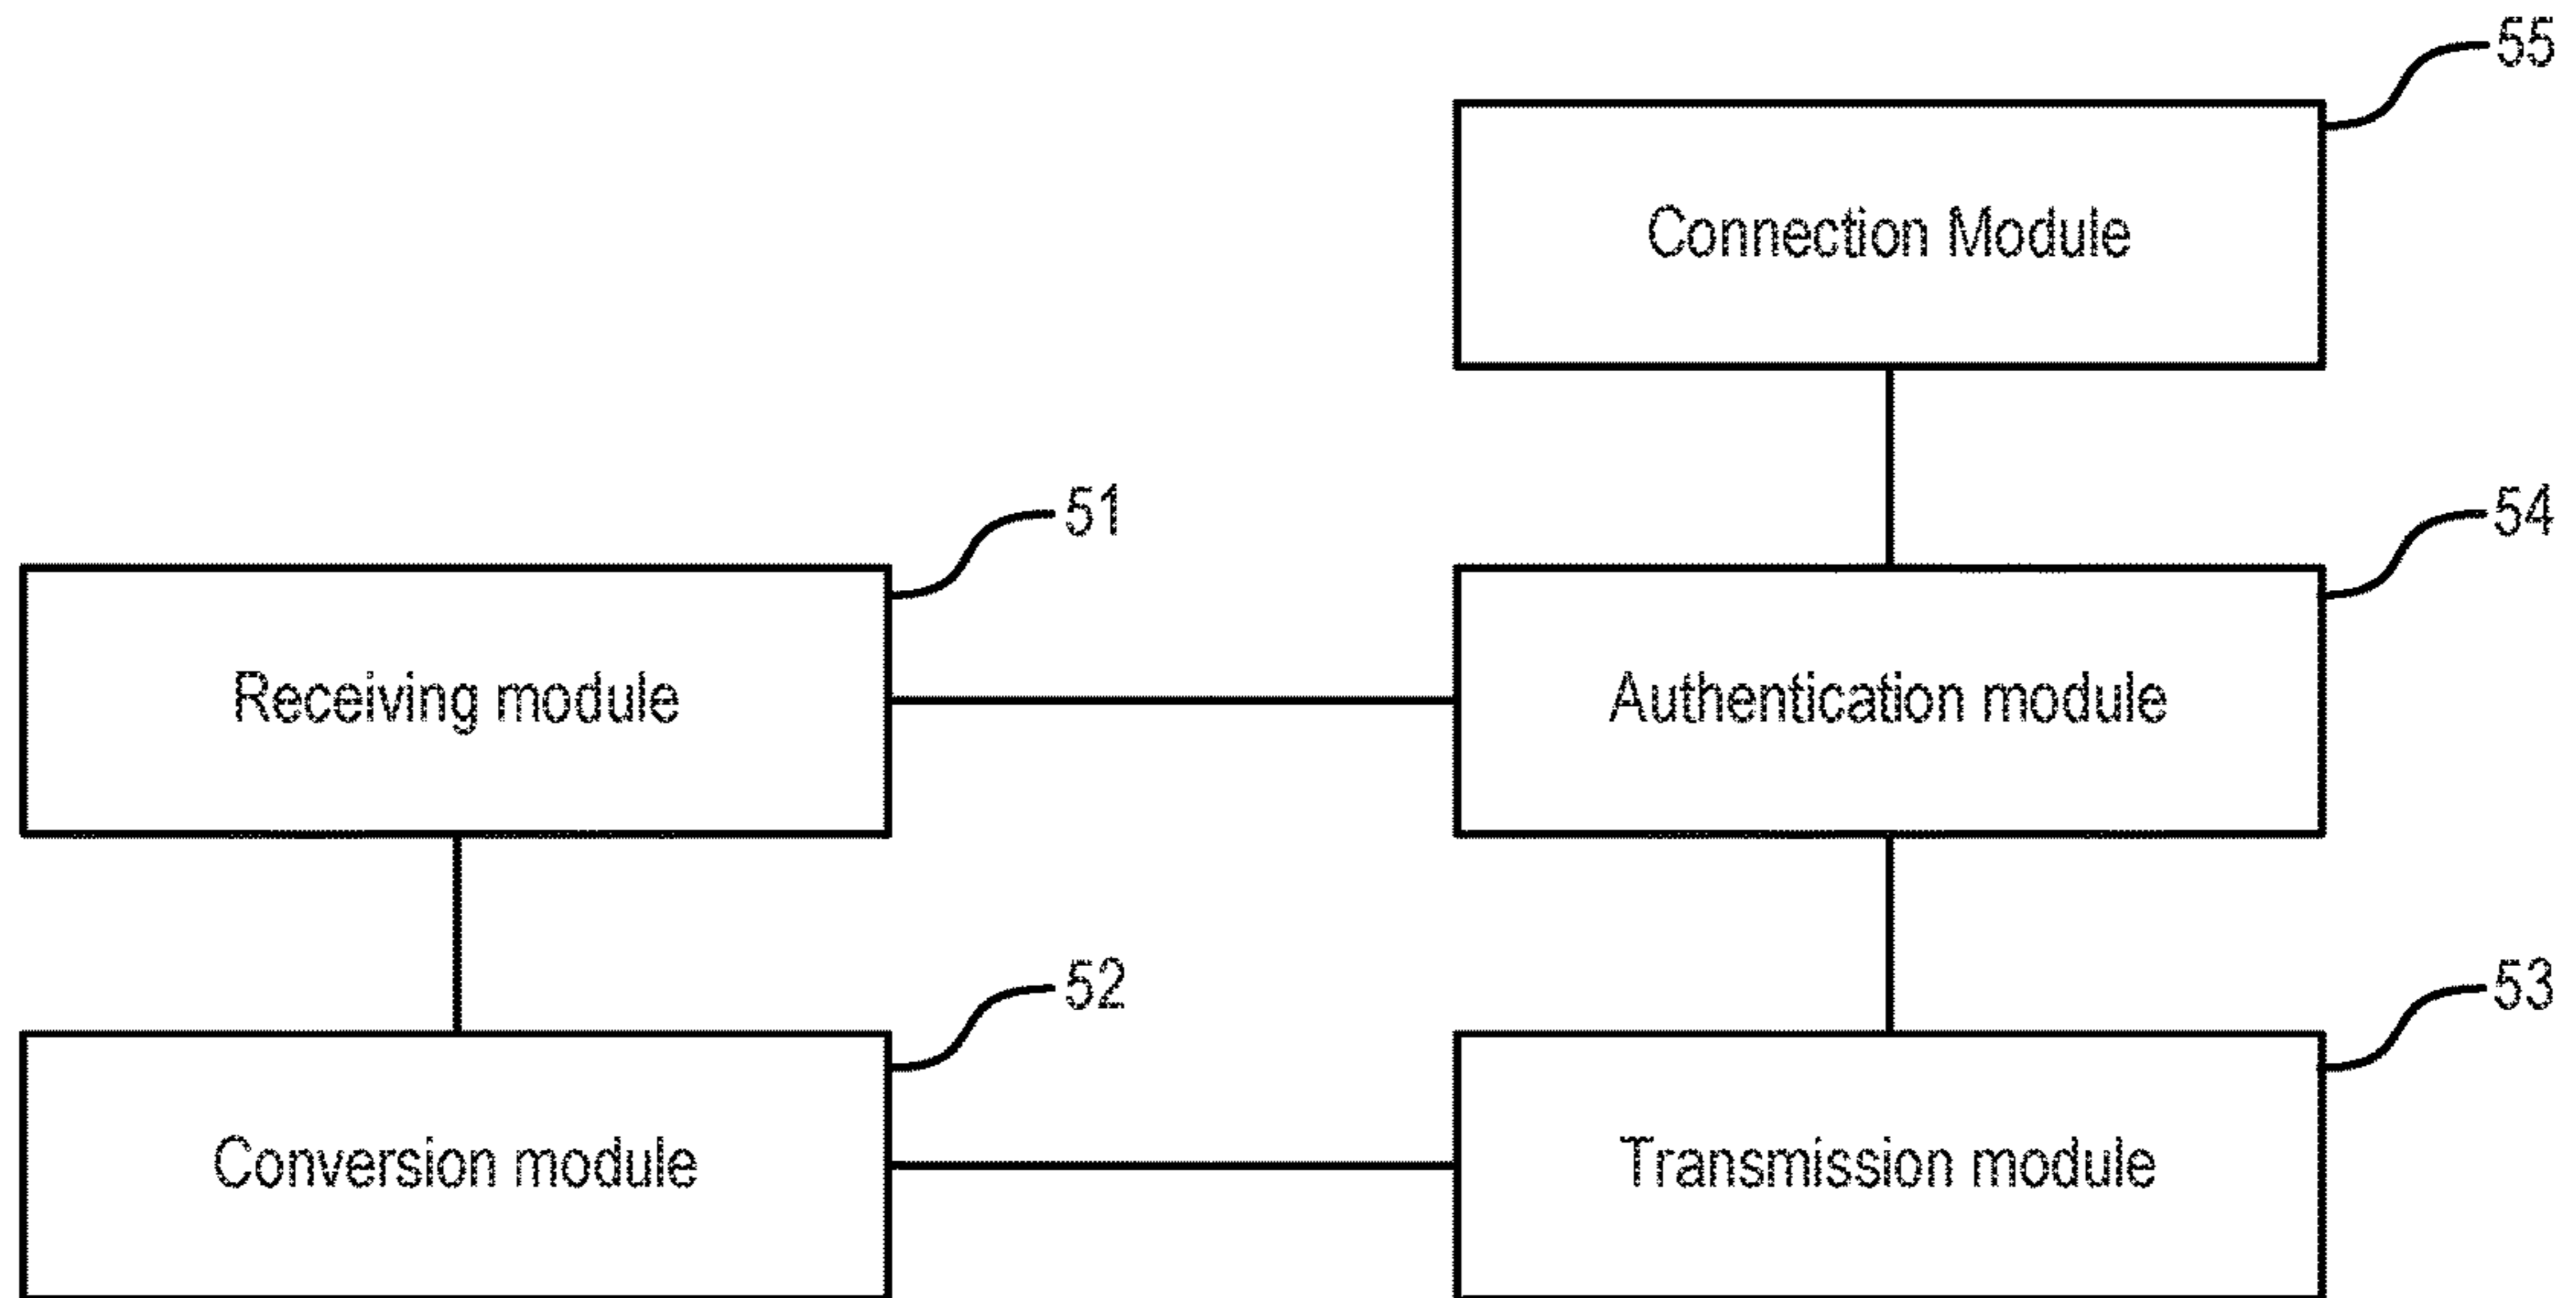 55
Connection Module
51
54
Receiving module
Authentication module
52
53
Conversion module
Transmission module